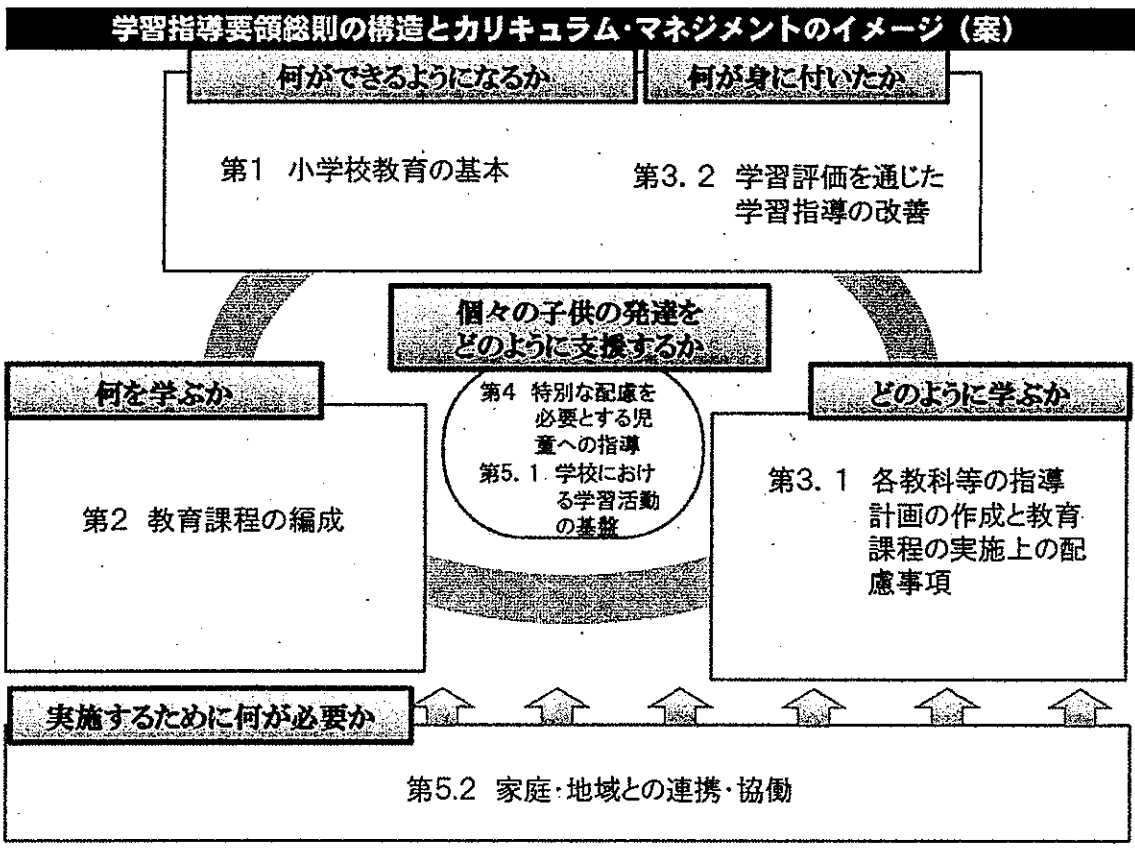 学習指導要領総則の構造とカリキュラム・マネジメントのイメージ（案）
何ができるようになるか
何が身に付いたか
第1 小学校教育の基本
第3．2 学習評価を通じた
学習指導の改善
個々の子供の発達を
どのように支援するか
第4 特別な配慮を
必要とする児
童への指導
第5．1 学校におけ
る学習活動
の基盤
何を学ぶか
第2 教育課程の編成
どのように学ぶか
第3．1 各教科等の指導
計画の作成と教育
課程の実施上の配
慮事項
実施するために何が必要か
第5.2 家庭・地域との連携・協働